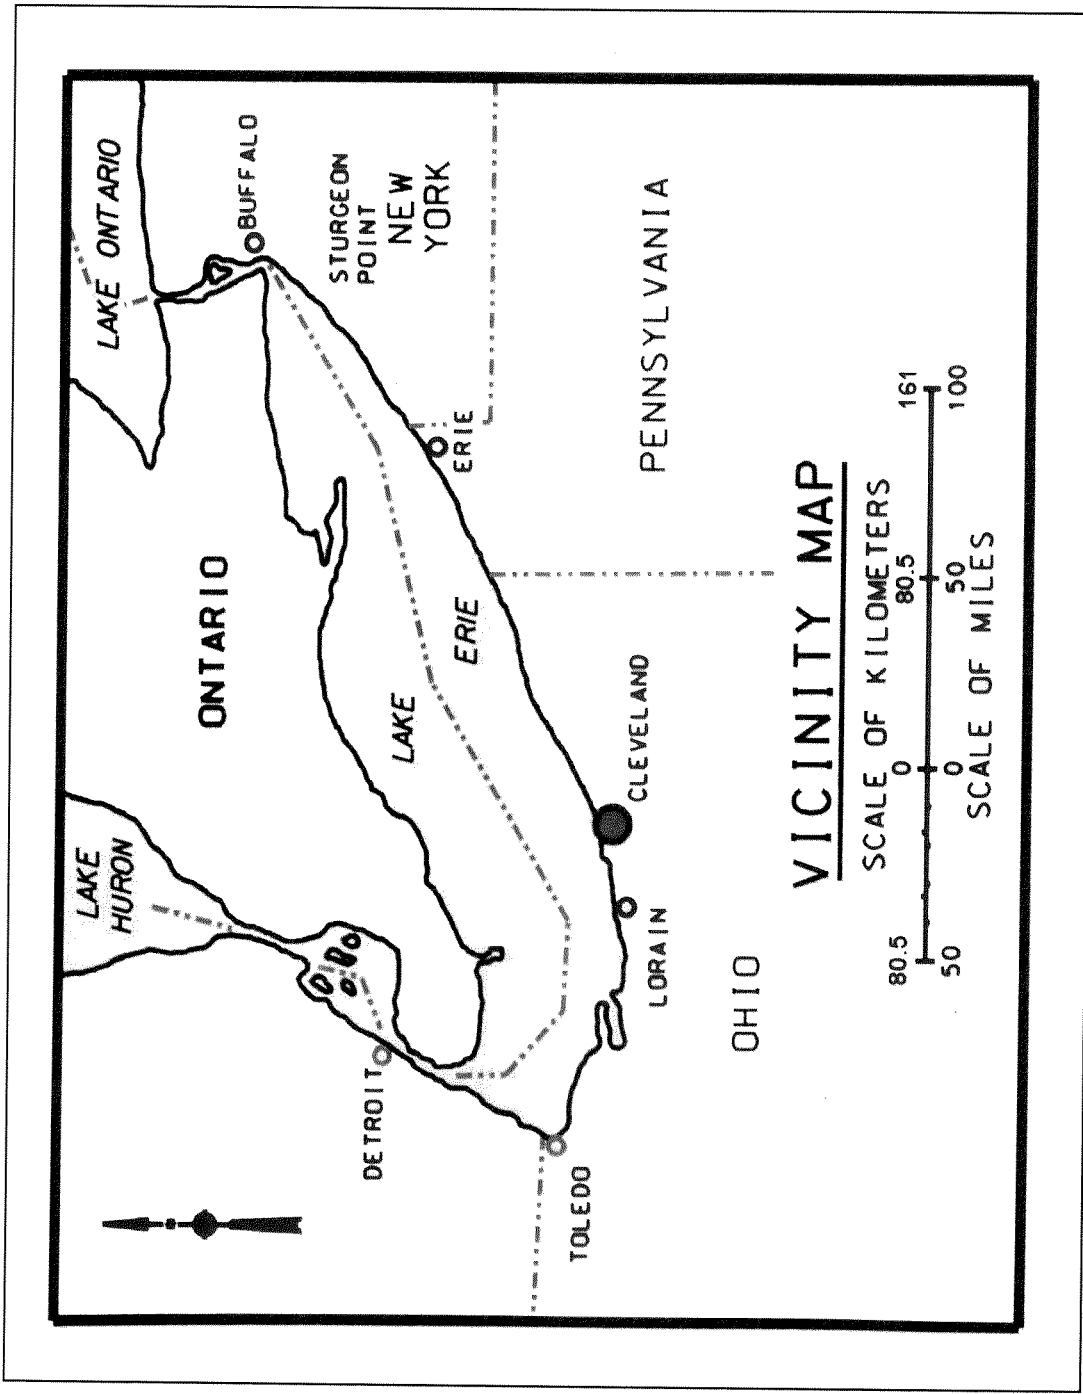 LAKE ONTARIO
BUFFALO
STURGEON
POINT
NEW
YORK
LAKE
HURON
ONTARIO
ERIE
PENNSYLVANIA
LAKE ERIE
DETROIT
CLEVELAND
LORAIN
TOLEDO
OHIO
VICINITY MAP
SCALE OF KILOMETERS
80.5 0 80.5 161
50 0 50 100
SCALE OF MILES